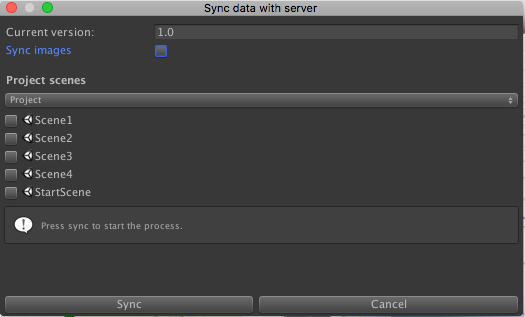 Sync data with server
Current version: 1.0
Sync images
Project scenes
Project
Scene1
Scene2
Scene3
Scene4
StartScene
Press sync to start the process.
Sync Cancel